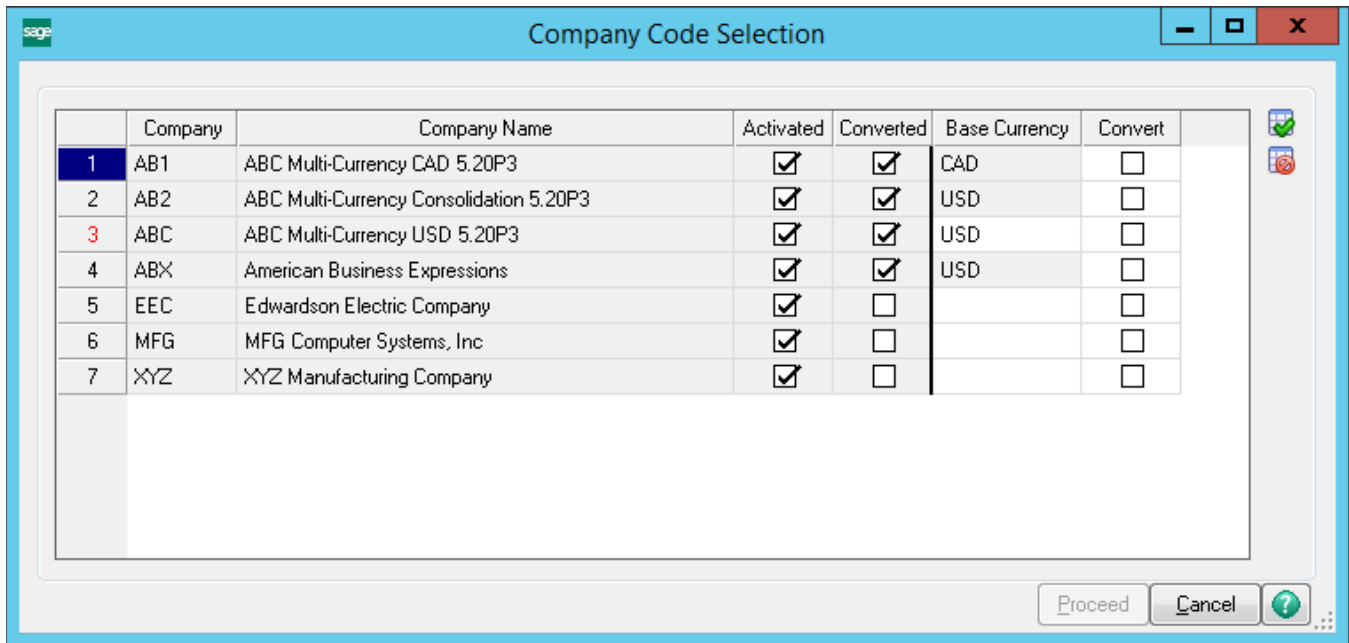 sage Company Code Selection
Company Company Name Activated Converted Base Currency Convert
1 AB1 ABC Multi-Currency CAD 5.20P3 CAD
2 AB2 ABC Multi-Currency Consolidation 5.20P3 USD
3 ABC ABC Multi-Currency USD 5.20P3 USD
4 ABX American Business Expressions USD
5 EEC Edwardson Electric Company
6 MFG MFG Computer Systems, Inc
7 XYZ XYZ Manufacturing Company
Proceed Cancel ?